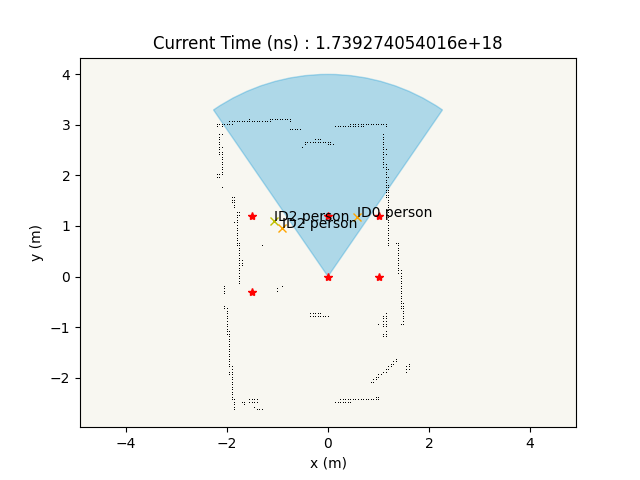 Current Time (ns) : 1.739274054016e+18
y (m)
4
3
2
1
0
−1
−2
ID2 person
ID0 person
ID2 person
−4
−2
0
2
4
x (m)